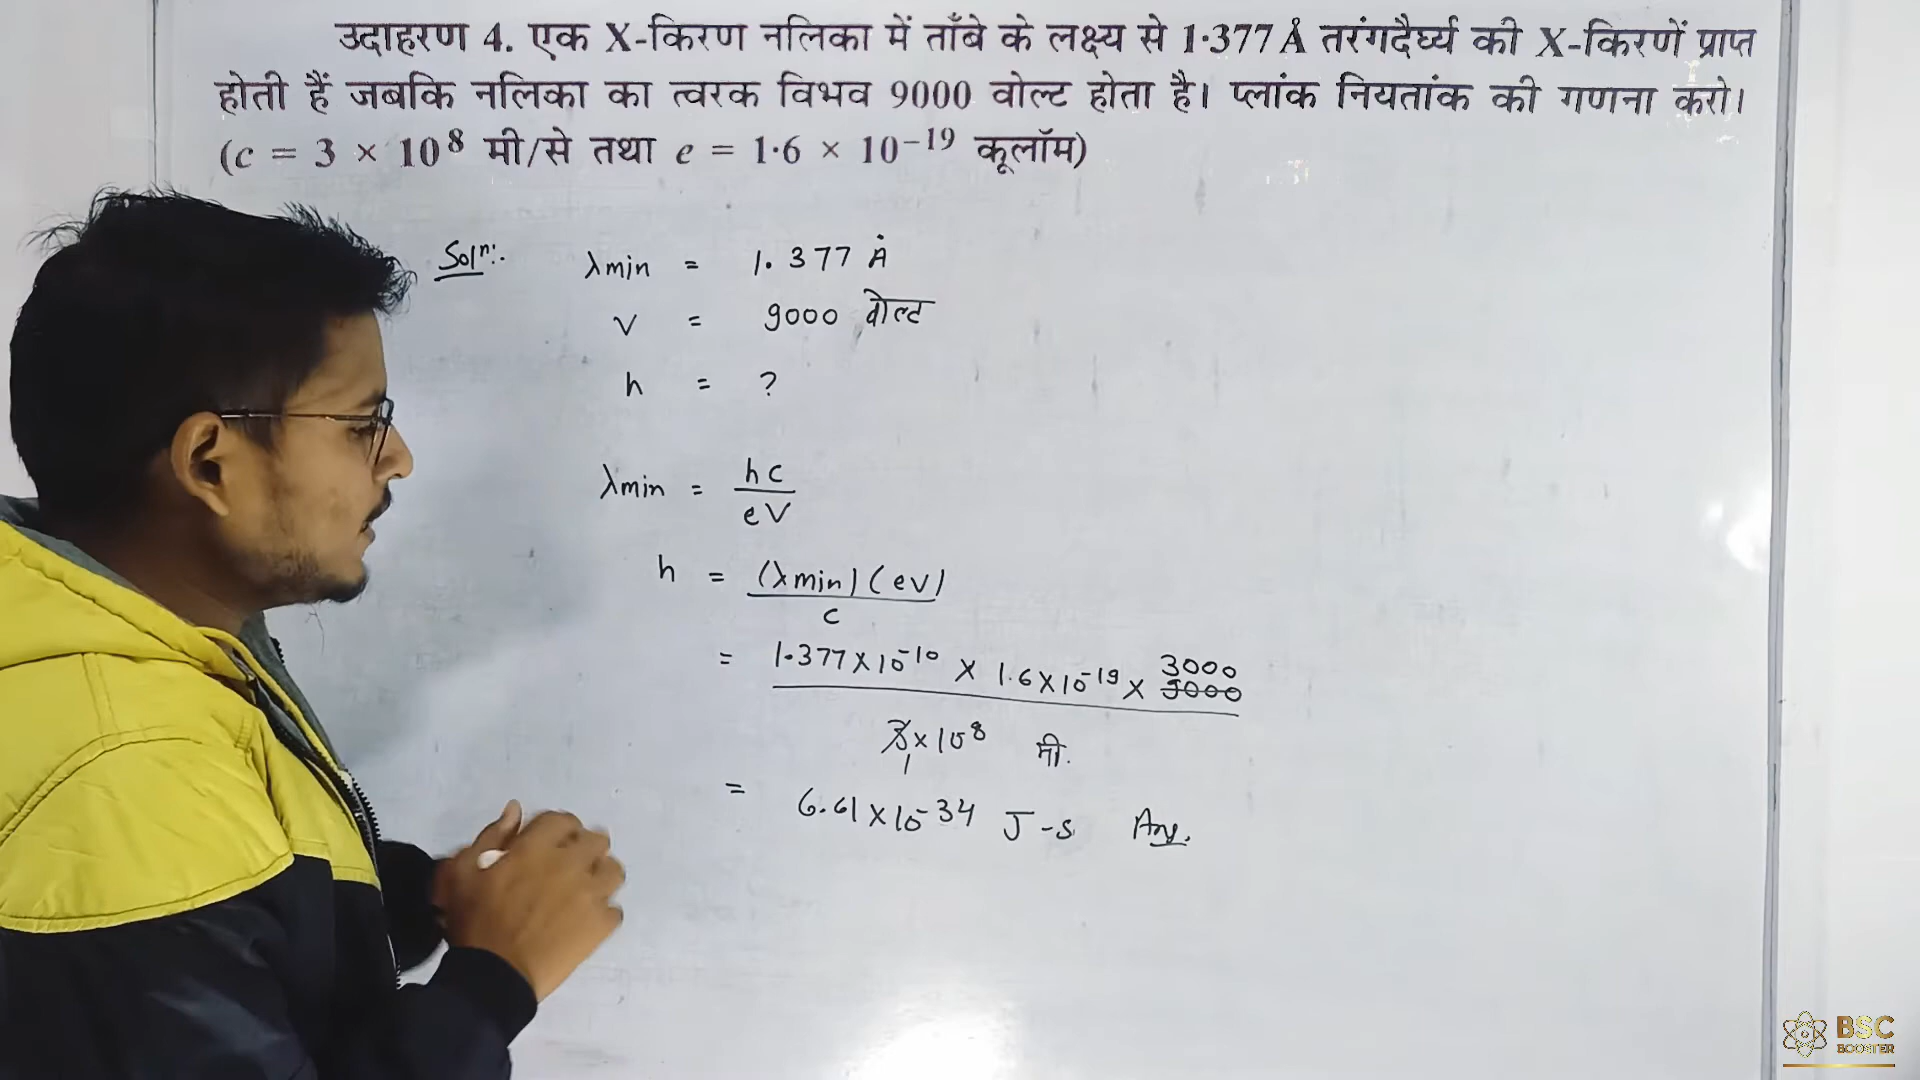 उदाहरण 4. एक X-किरण नलिका में ताँबे के लक्ष्य से 1·377Å तरंगदैर्घ्य की X-किरणें प्राप्त
होती हैं जबकि नलिका का त्वरक विभव 9000 वोल्ट होता है। प्लांक नियतांक की गणना करो।
(c = 3 × 10⁸ मी/से तथा e = 1·6 × 10⁻¹⁹ कूलॉम)
Solⁿ:-
λmin = 1.377 Å
V = 9000 वोल्ट
h = ?
λmin = hc / eV
h = (λmin)(eV) / c
= 1.377×10⁻¹⁰ × 1.6×10⁻¹⁹ × 3000 9000
3×10⁸ मी.
1
= 6.61×10⁻³⁴ J-s Ans.
BSC
BOOSTER